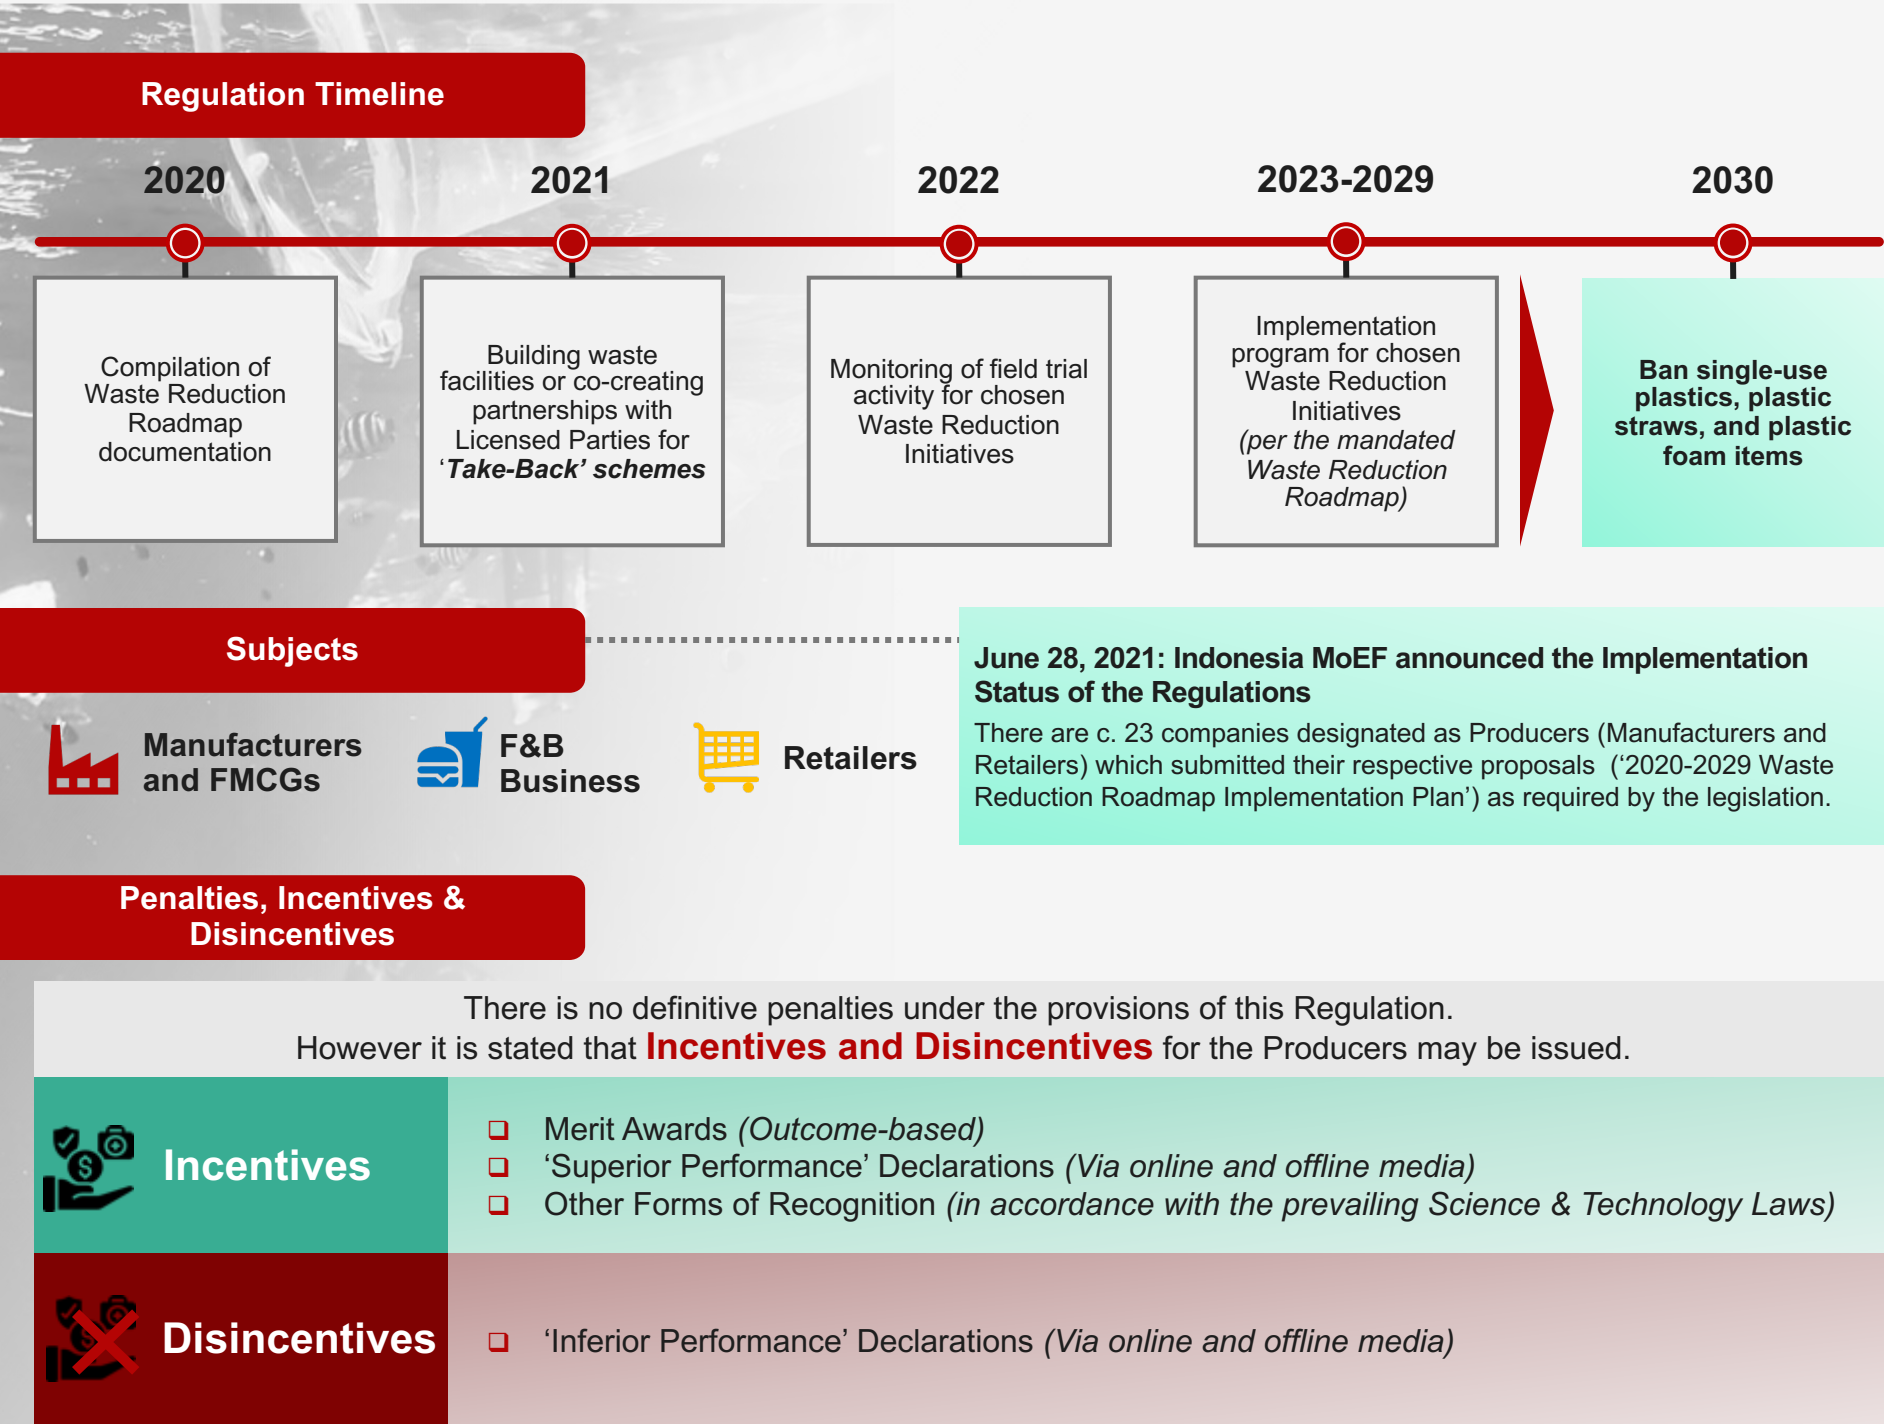 Regulation Timeline
2020
2021
2022
2023-2029
2030
Compilation of
Waste Reduction
Roadmap
documentation
Building waste
facilities or co-creating
partnerships with
Licensed Parties for
‘Take-Back’ schemes
Monitoring of field trial
activity for chosen
Waste Reduction
Initiatives
Implementation
program for chosen
Waste Reduction
Initiatives
(per the mandated
Waste Reduction
Roadmap)
Ban single-use
plastics, plastic
straws, and plastic
foam items
Subjects
Manufacturers
and FMCGs
F&B
Business
Retailers
June 28, 2021: Indonesia MoEF announced the Implementation
Status of the Regulations
There are c. 23 companies designated as Producers (Manufacturers and
Retailers) which submitted their respective proposals (‘2020-2029 Waste
Reduction Roadmap Implementation Plan’) as required by the legislation.
Penalties, Incentives &
Disincentives
There is no definitive penalties under the provisions of this Regulation.
However it is stated that Incentives and Disincentives for the Producers may be issued.
Incentives
❑ Merit Awards (Outcome-based)
❑ ‘Superior Performance’ Declarations (Via online and offline media)
❑ Other Forms of Recognition (in accordance with the prevailing Science & Technology Laws)
Disincentives
❑ ‘Inferior Performance’ Declarations (Via online and offline media)